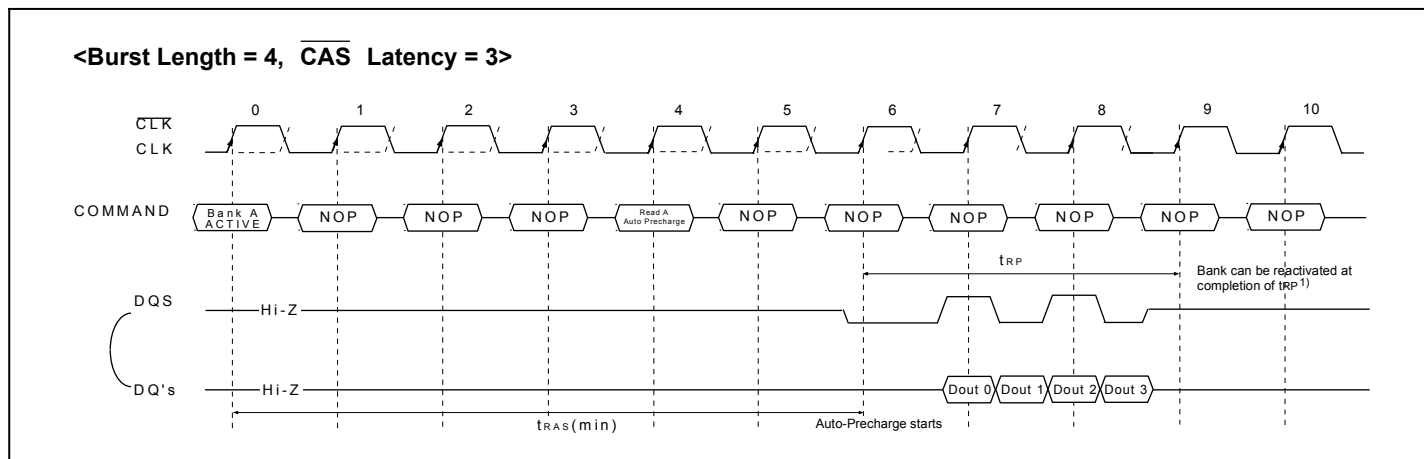 <Burst Length = 4, CAS Latency = 3>
0 1 2 3 4 5 6 7 8 9 10
CLK
CLK
COMMAND
Bank A
ACTIVE
NOP
NOP
NOP
Read A
Auto Precharge
NOP
NOP
NOP
NOP
NOP
NOP
tRP
Bank can be reactivated at
completion of tRP1)
DQS
Hi-Z
DQ's
Hi-Z
Dout 0 Dout 1 Dout 2 Dout 3
tRAS(min)
Auto-Precharge starts